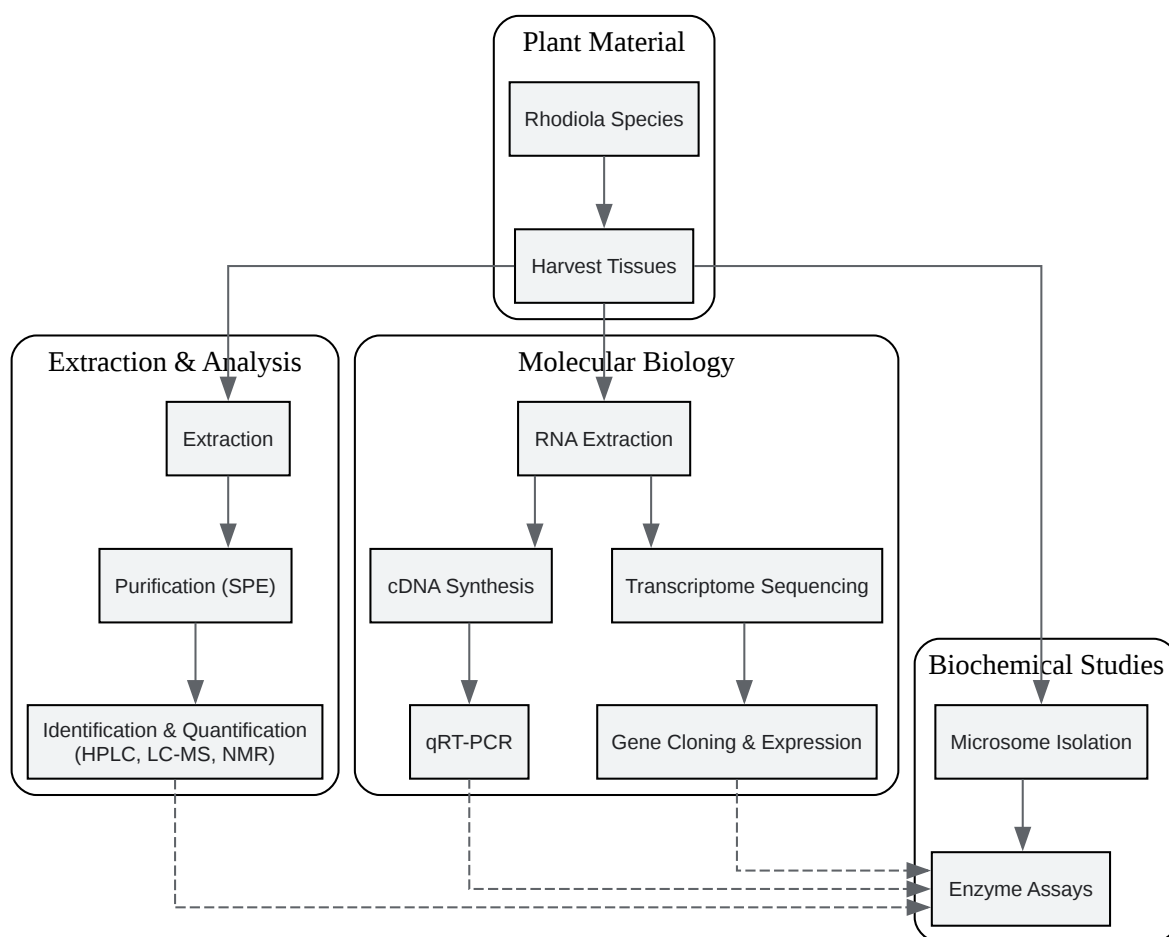 Plant Material
Rhodiola Species
Harvest Tissues
Extraction & Analysis
Extraction
Purification (SPE)
Identification & Quantification
(HPLC, LC-MS, NMR)
Molecular Biology
RNA Extraction
cDNA Synthesis
Transcriptome Sequencing
qRT-PCR
Gene Cloning & Expression
Biochemical Studies
Microsome Isolation
Enzyme Assays